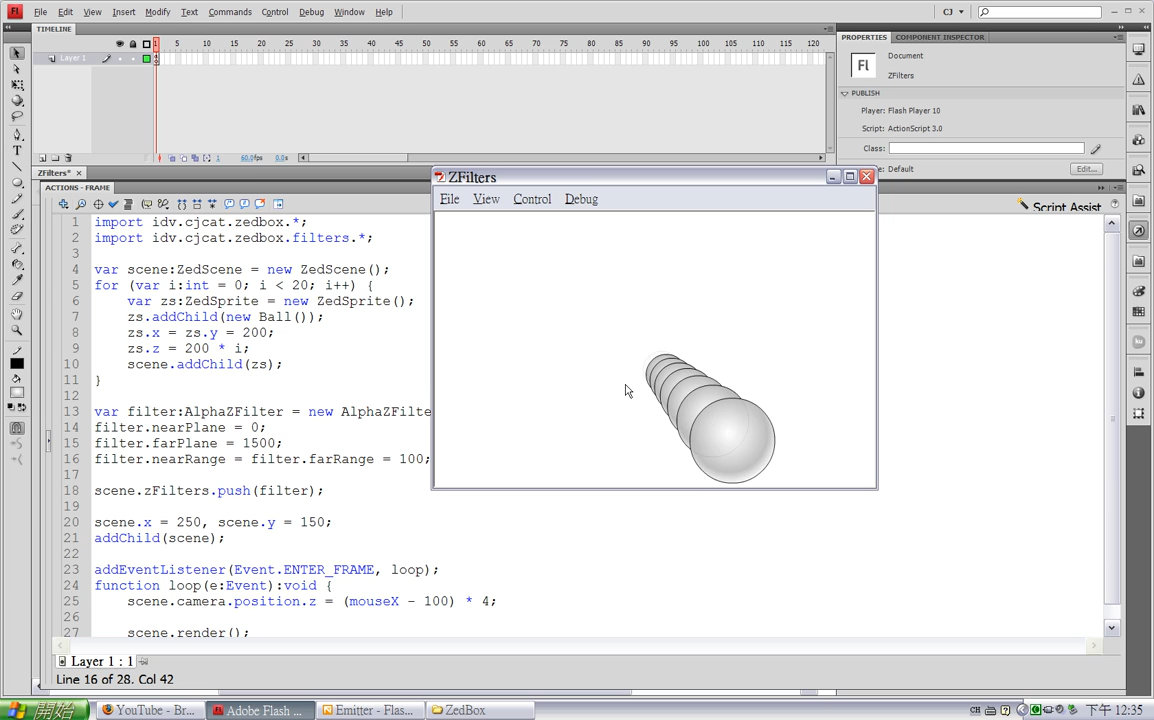 Fl File Edit View Insert Modify Text Commands Control Debug Window Help CJ
TIMELINE
1 5 10 15 20 25 30 35 40 45 50 55 60 65 70 75 80 85 90 95 100 105 110 115 120
Layer 1
1 60.0fps 0.0s
PROPERTIES COMPONENT INSPECTOR
Fl Document
ZFilters
PUBLISH
Player: Flash Player 10
Script: ActionScript 3.0
Class:
Default Edit...
ZFilters*
ACTIONS - FRAME
Script Assist
1 import idv.cjcat.zedbox.*;
2 import idv.cjcat.zedbox.filters.*;
3
4 var scene:ZedScene = new ZedScene();
5 for (var i:int = 0; i < 20; i++) {
6 var zs:ZedSprite = new ZedSprite();
7 zs.addChild(new Ball());
8 zs.x = zs.y = 200;
9 zs.z = 200 * i;
10 scene.addChild(zs);
11 }
12
13 var filter:AlphaZFilter = new AlphaZFilte
14 filter.nearPlane = 0;
15 filter.farPlane = 1500;
16 filter.nearRange = filter.farRange = 100;
17
18 scene.zFilters.push(filter);
19
20 scene.x = 250, scene.y = 150;
21 addChild(scene);
22
23 addEventListener(Event.ENTER_FRAME, loop);
24 function loop(e:Event):void {
25 scene.camera.position.z = (mouseX - 100) * 4;
26
27 scene.render();
ZFilters
File View Control Debug
Layer 1 : 1
Line 16 of 28. Col 42
開始 YouTube - Br... Adobe Flash ... Emitter - Flas... ZedBox CH 下午 12:35